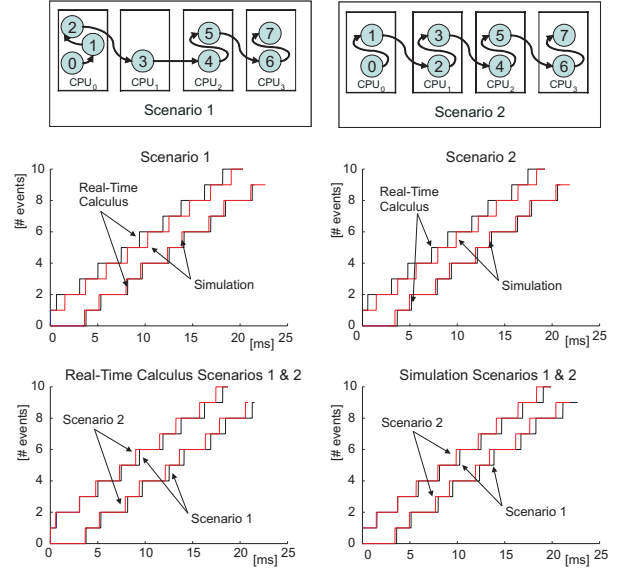 2 1 0 3 5 4 7 6
CPU0 CPU1 CPU2 CPU3
Scenario 1
1 0 3 2 5 4 7 6
CPU0 CPU1 CPU2 CPU3
Scenario 2
Scenario 1
[# events]
10
8
6
4
2
0
Real-Time
Calculus
Simulation
0 5 10 15 20 25
[ms]
Scenario 2
[# events]
10
8
6
4
2
0
Real-Time
Calculus
Simulation
0 5 10 15 20 25
[ms]
Real-Time Calculus Scenarios 1 & 2
[# events]
10
8
6
4
2
0
Scenario 2
Scenario 1
0 5 10 15 20 25
[ms]
Simulation Scenarios 1 & 2
[# events]
10
8
6
4
2
0
Scenario 2
Scenario 1
0 5 10 15 20 25
[ms]